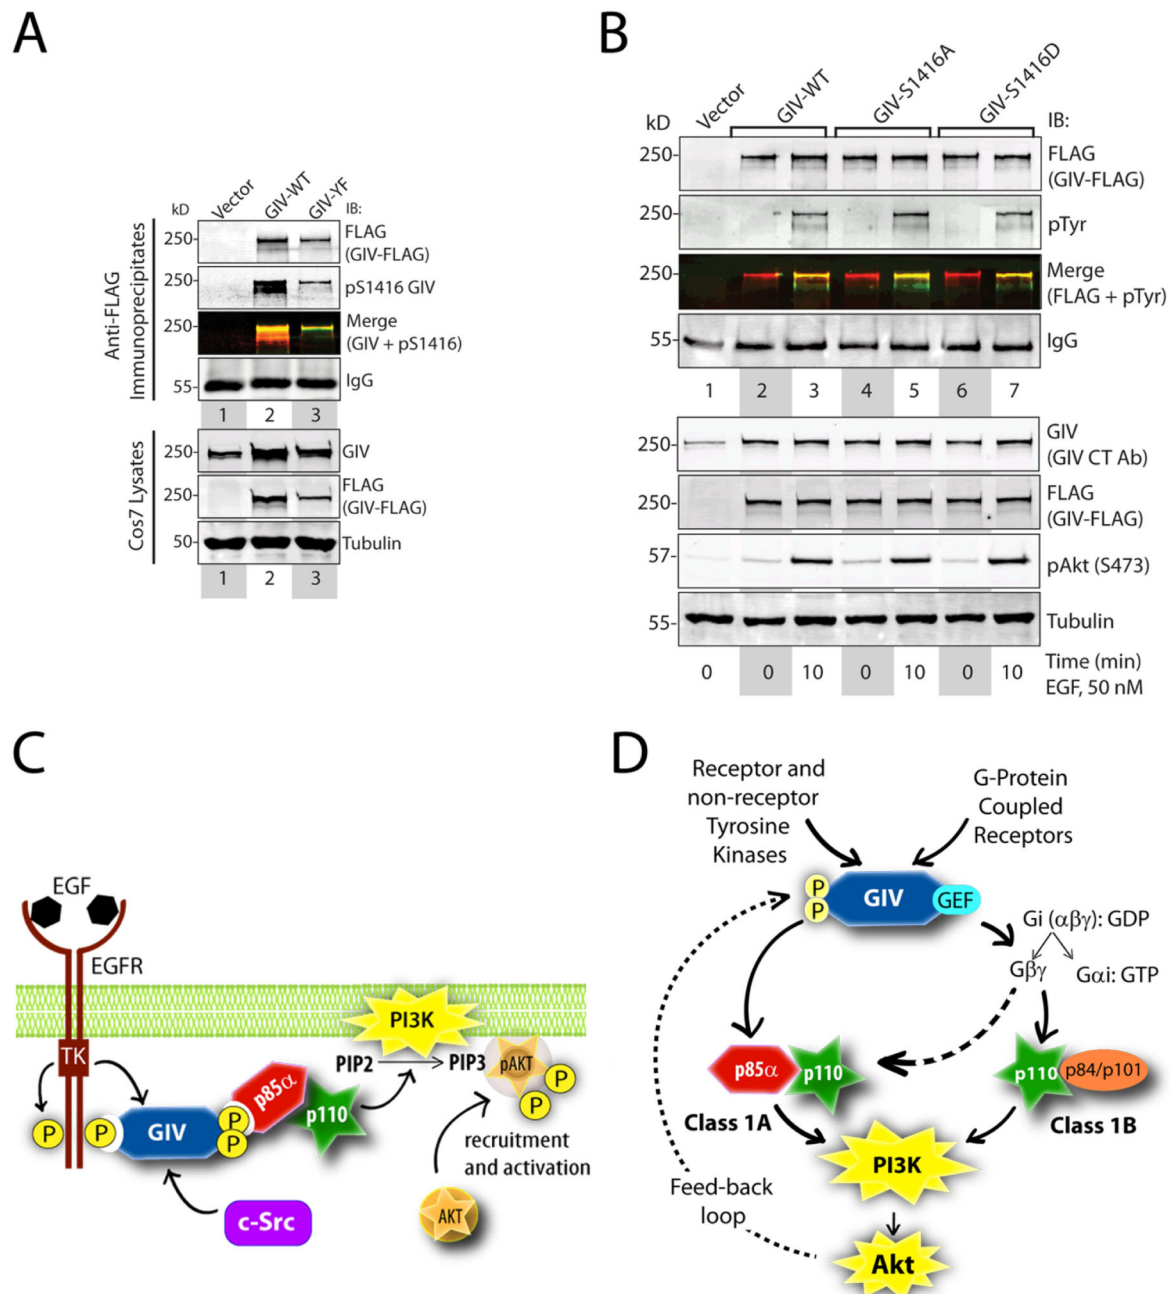 A
Vector
GIV-WT
GIV-YF
kD
IB:
Anti-FLAG
Immunoprecipitates
250-
FLAG
(GIV-FLAG)
250-
pS1416 GIV
250-
Merge
(GIV + pS1416)
55-
IgG
1 2 3
Cos7 Lysates
250-
GIV
250-
FLAG
(GIV-FLAG)
50-
Tubulin
1 2 3
B
Vector
GIV-WT
GIV-S1416A
GIV-S1416D
kD
IB:
250-
FLAG
(GIV-FLAG)
250-
pTyr
250-
Merge
(FLAG + pTyr)
55-
IgG
1 2 3 4 5 6 7
250-
GIV
(GIV CT Ab)
250-
FLAG
(GIV-FLAG)
57-
pAkt (S473)
55-
Tubulin
0 0 10 0 10 0 10
Time (min)
EGF, 50 nM
C
EGF
EGFR
TK
P
P
GIV
P
P
p85α
p110
PI3K
PIP2
PIP3
pAKT
P
P
recruitment
and activation
AKT
c-Src
D
Receptor and
non-receptor
Tyrosine
Kinases
G-Protein
Coupled
Receptors
P
P
GIV
GEF
Gi (αβγ): GDP
Gβγ
Gαi: GTP
p85α
p110
Class 1A
p110
p84/p101
Class 1B
PI3K
Feed-back
loop
Akt